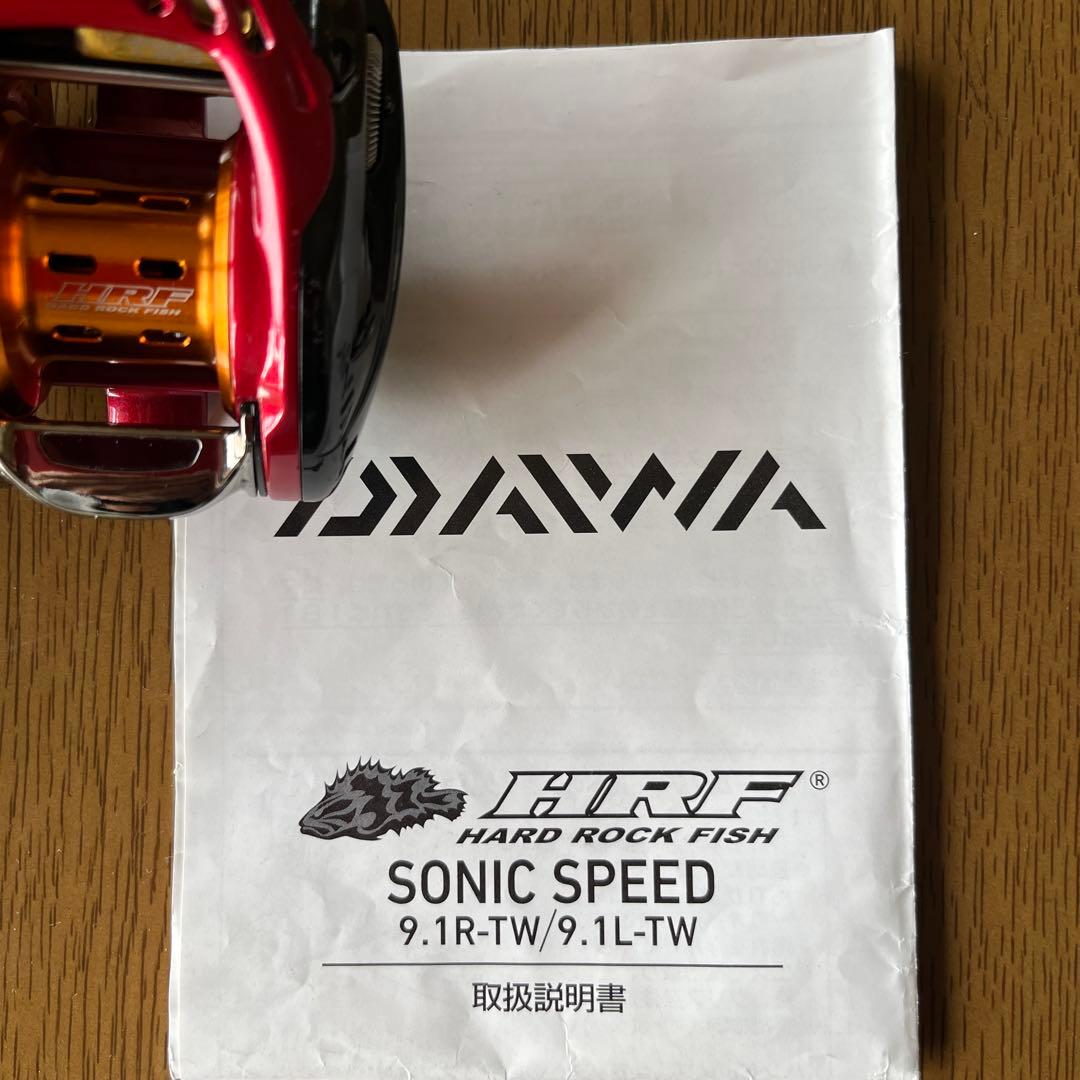 HRF
HARD ROCK FISH
DAIWA
HRF®
HARD ROCK FISH
SONIC SPEED
9.1R-TW/9.1L-TW
取扱説明書